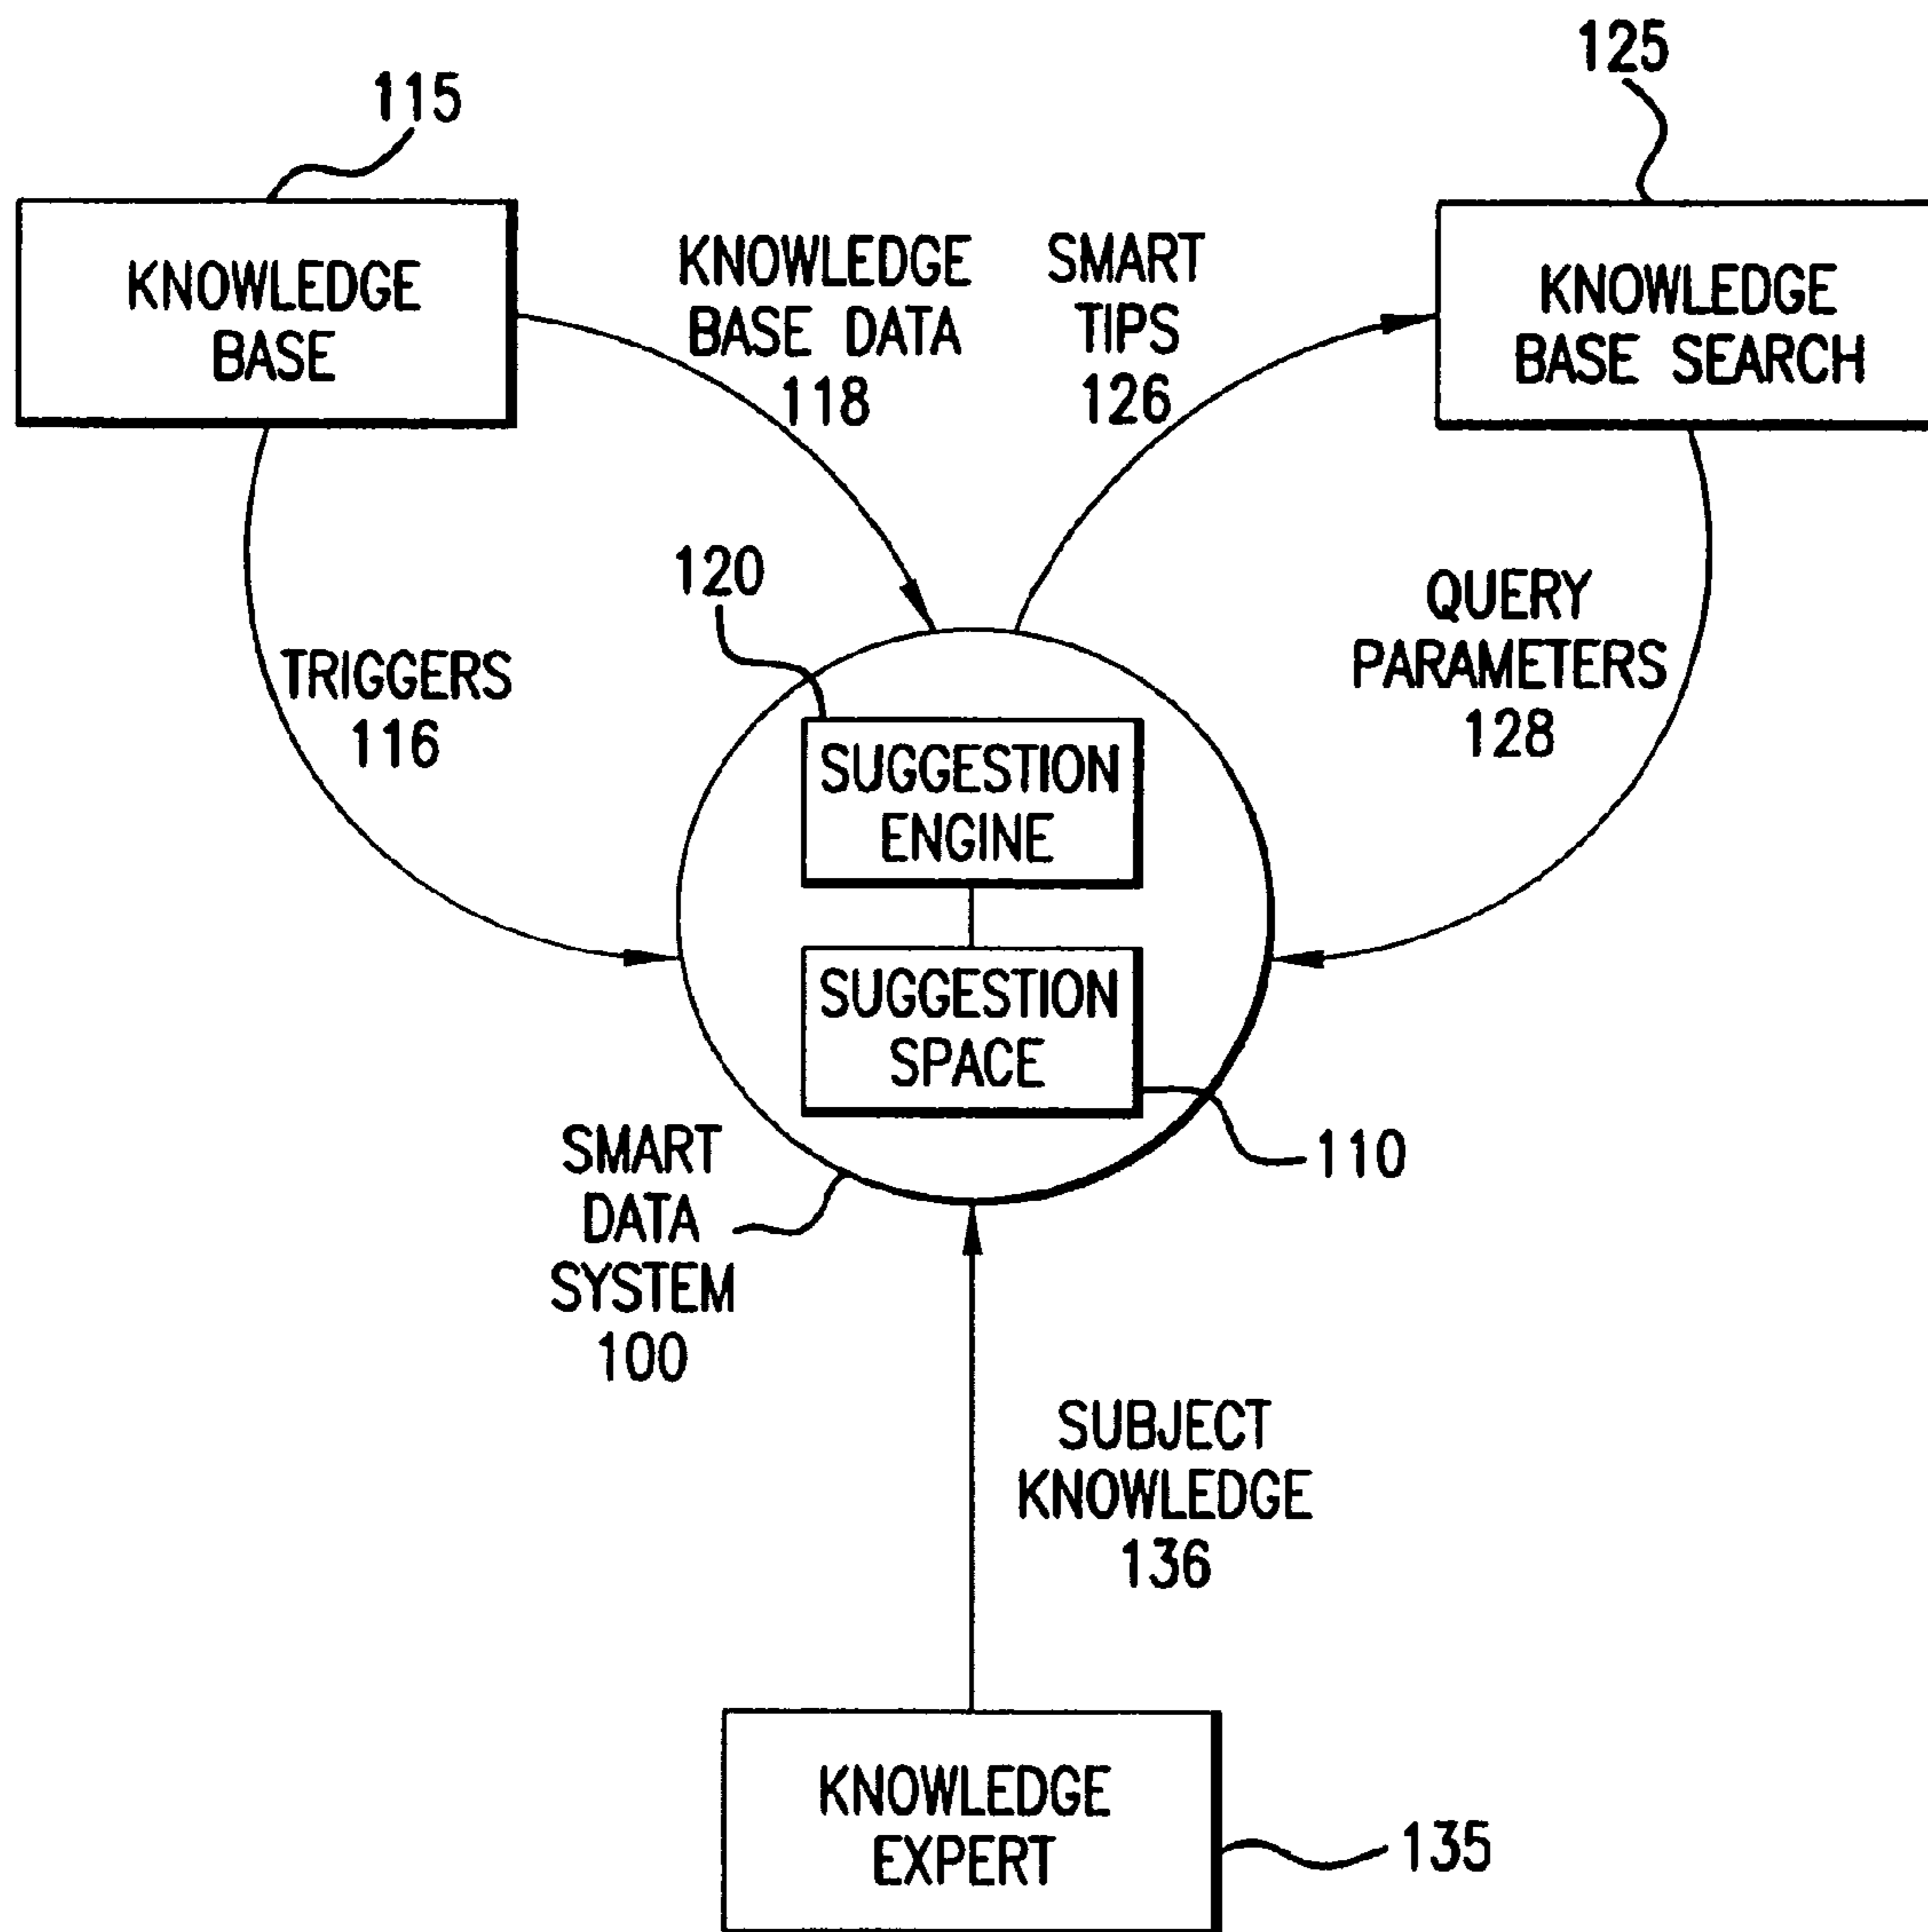 125
115
KNOWLEDGE
BASE
KNOWLEDGE
BASE DATA
118
SMART
TIPS
126
KNOWLEDGE
BASE SEARCH
120
TRIGGERS
116
QUERY
PARAMETERS
128
SUGGESTION
ENGINE
SUGGESTION
SPACE
110
SMART
DATA
SYSTEM
100
SUBJECT
KNOWLEDGE
136
KNOWLEDGE
EXPERT
135